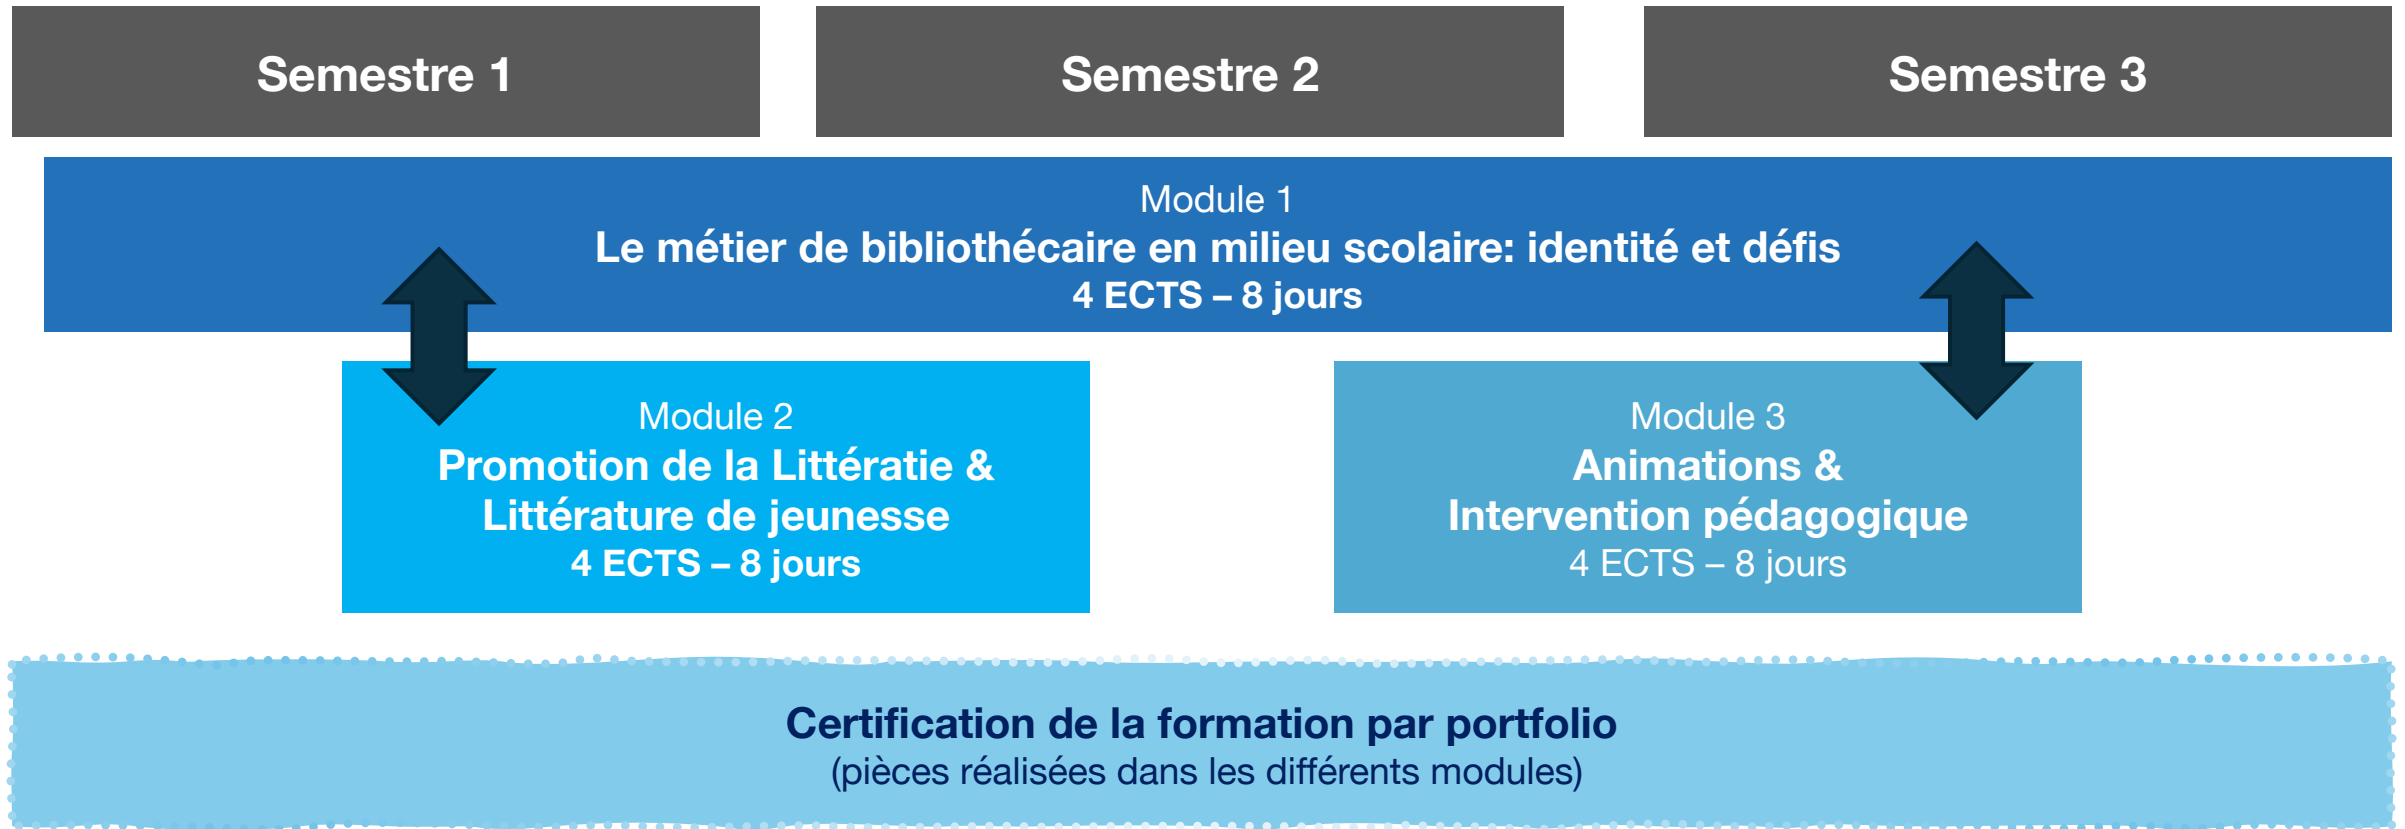 Semestre 1
Semestre 2
Semestre 3
Module 1
Le métier de bibliothécaire en milieu scolaire: identité et défis
4 ECTS – 8 jours
Module 2
Promotion de la Littératie &
Littérature de jeunesse
4 ECTS – 8 jours
Module 3
Animations &
Intervention pédagogique
4 ECTS – 8 jours
Certification de la formation par portfolio
(pièces réalisées dans les différents modules)